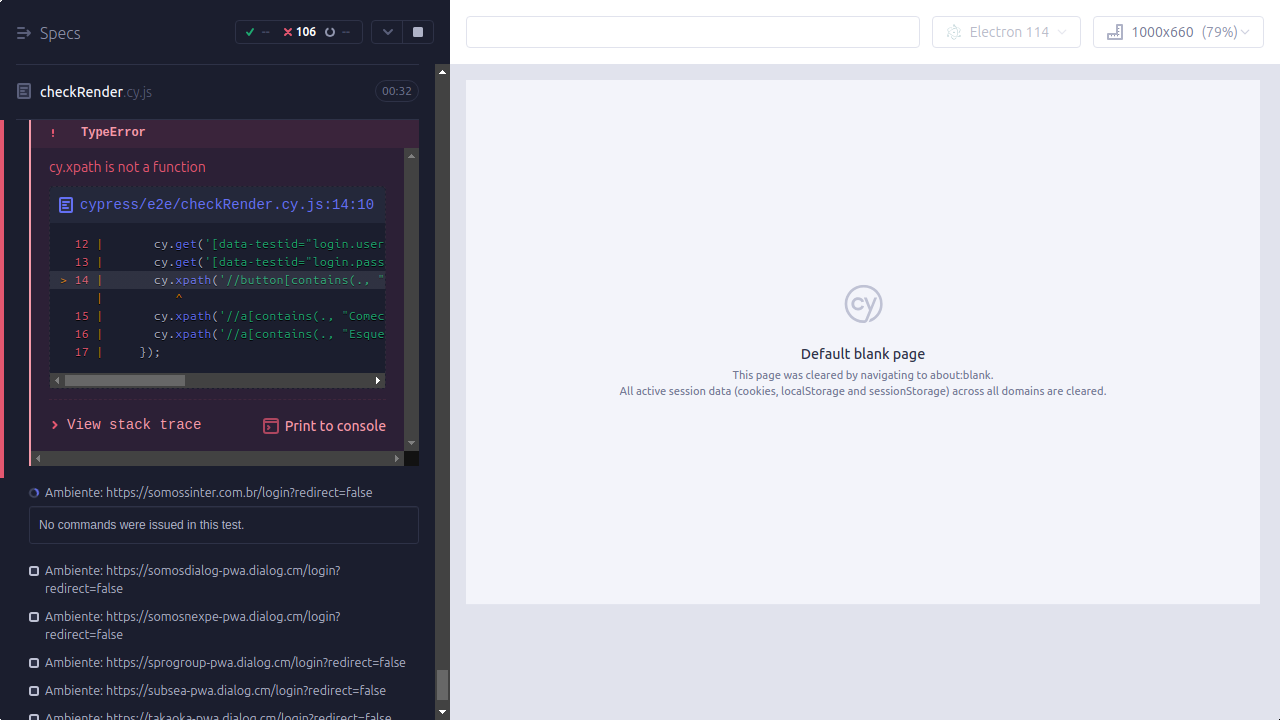 Specs
-- 106 --
Electron 114
1000x660 (79%)
checkRender.cy.js
00:32
! TypeError
cy.xpath is not a function
cypress/e2e/checkRender.cy.js:14:10
12 | cy.get('[data-testid="login.user
13 | cy.get('[data-testid="login.pass
> 14 | cy.xpath('//button[contains(., "
| ^
15 | cy.xpath('//a[contains(., "Comec
16 | cy.xpath('//a[contains(., "Esque
17 | });
View stack trace
Print to console
Ambiente: https://somossinter.com.br/login?redirect=false
No commands were issued in this test.
Ambiente: https://somosdialog-pwa.dialog.cm/login?
redirect=false
Ambiente: https://somosnexpe-pwa.dialog.cm/login?
redirect=false
Ambiente: https://sprogroup-pwa.dialog.cm/login?redirect=false
Ambiente: https://subsea-pwa.dialog.cm/login?redirect=false
Ambiente: https://takaoka-pwa.dialog.cm/login?redirect=false
cy
Default blank page
This page was cleared by navigating to about:blank.
All active session data (cookies, localStorage and sessionStorage) across all domains are cleared.